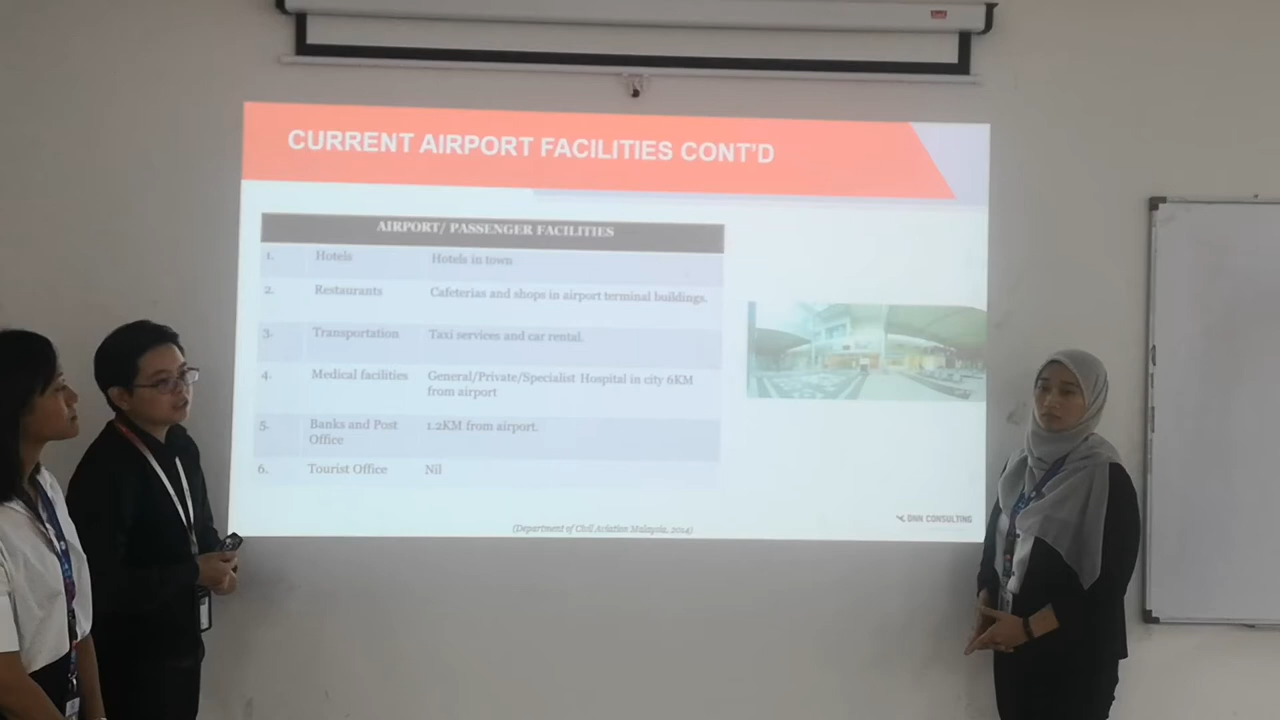 CURRENT AIRPORT FACILITIES CONT'D
AIRPORT/ PASSENGER FACILITIES
1. Hotels Hotels in town
2. Restaurants Cafeterias and shops in airport terminal buildings.
3. Transportation Taxi services and car rental.
4. Medical facilities General/Private/Specialist Hospital in city 6KM
from airport
5. Banks and Post 1.2KM from airport.
Office
6. Tourist Office Nil
(Department of Civil Aviation Malaysia, 2014)
DNN CONSULTING